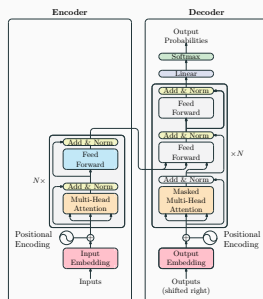 Encoder
Decoder
Output
Probabilities
Softmax
Linear
Add & Norm
Feed
Forward
Add & Norm
Feed
Forward
Add & Norm
Masked
Multi-Head
Attention
×N
Positional
Encoding
Output
Embedding
Outputs
(shifted right)
Add & Norm
Feed
Forward
Add & Norm
Multi-Head
Attention
N×
Positional
Encoding
Input
Embedding
Inputs